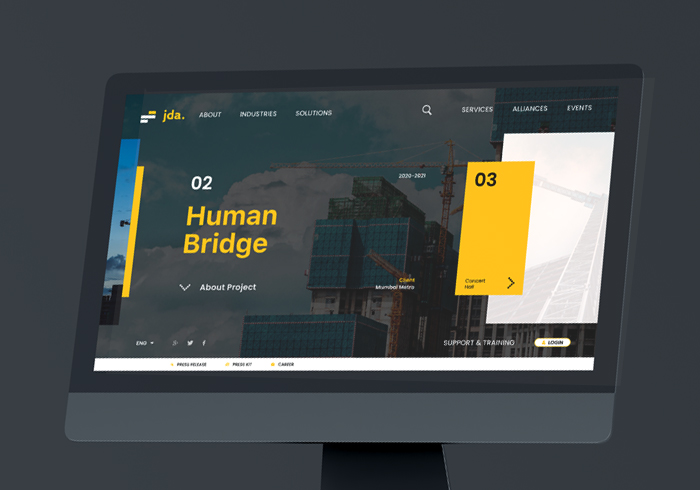 jda.
ABOUT
INDUSTRIES
SOLUTIONS
SERVICES
ALLIANCES
EVENTS
02
2020-2021
03
Human
Bridge
Client
Mumbai Metro
Concert
Hall
About Project
ENG
SUPPORT & TRAINING
LOGIN
PRESS RELEASE
PRESS KIT
CAREER